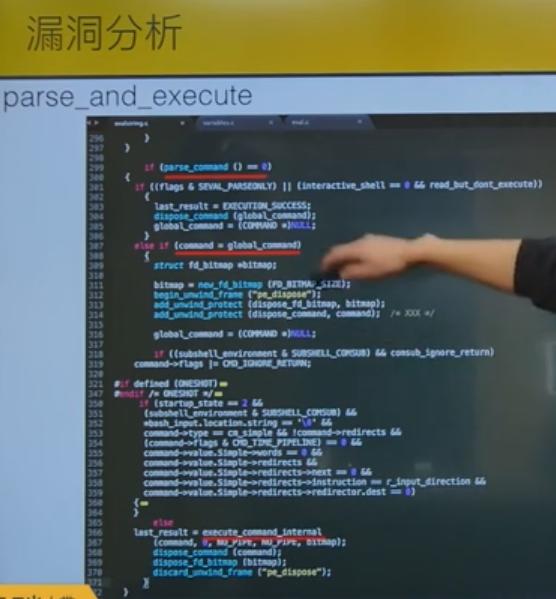 漏洞分析
parse_and_execute
evalstring.c variables.c eval.c
296 }
297 }
298
299 if (parse_command () == 0)
300 {
301 if ((flags & SEVAL_PARSEONLY) || (interactive_shell == 0 && read_but_dont_execute))
302 {
303 last_result = EXECUTION_SUCCESS;
304 dispose_command (global_command);
305 global_command = (COMMAND *)NULL;
306 }
307 else if (command = global_command)
308 {
309 struct fd_bitmap *bitmap;
310
311 bitmap = new_fd_bitmap (FD_BITMAP_SIZE);
312 begin_unwind_frame ("pe_dispose");
313 add_unwind_protect (dispose_fd_bitmap, bitmap);
314 add_unwind_protect (dispose_command, command); /* XXX */
315
316 global_command = (COMMAND *)NULL;
317
318 if ((subshell_environment & SUBSHELL_COMSUB) && comsub_ignore_return)
319 command->flags |= CMD_IGNORE_RETURN;
320
321 #if defined (ONESHOT)
347 #endif /* ONESHOT */
350 if (startup_state == 2 &&
351 (subshell_environment & SUBSHELL_COMSUB) &&
352 *bash_input.location.string == '\0' &&
353 command->type == cm_simple && !command->redirects &&
354 (command->flags & CMD_TIME_PIPELINE) == 0 &&
355 command->value.Simple->words == 0 &&
356 command->value.Simple->redirects &&
357 command->value.Simple->redirects->next == 0 &&
358 command->value.Simple->redirects->instruction == r_input_direction &&
359 command->value.Simple->redirects->redirector.dest == 0)
360 {
364 }
365 else
366 last_result = execute_command_internal
367 (command, 0, NO_PIPE, NO_PIPE, bitmap);
368 dispose_command (command);
369 dispose_fd_bitmap (bitmap);
370 discard_unwind_frame ("pe_dispose");
371 }
372 }